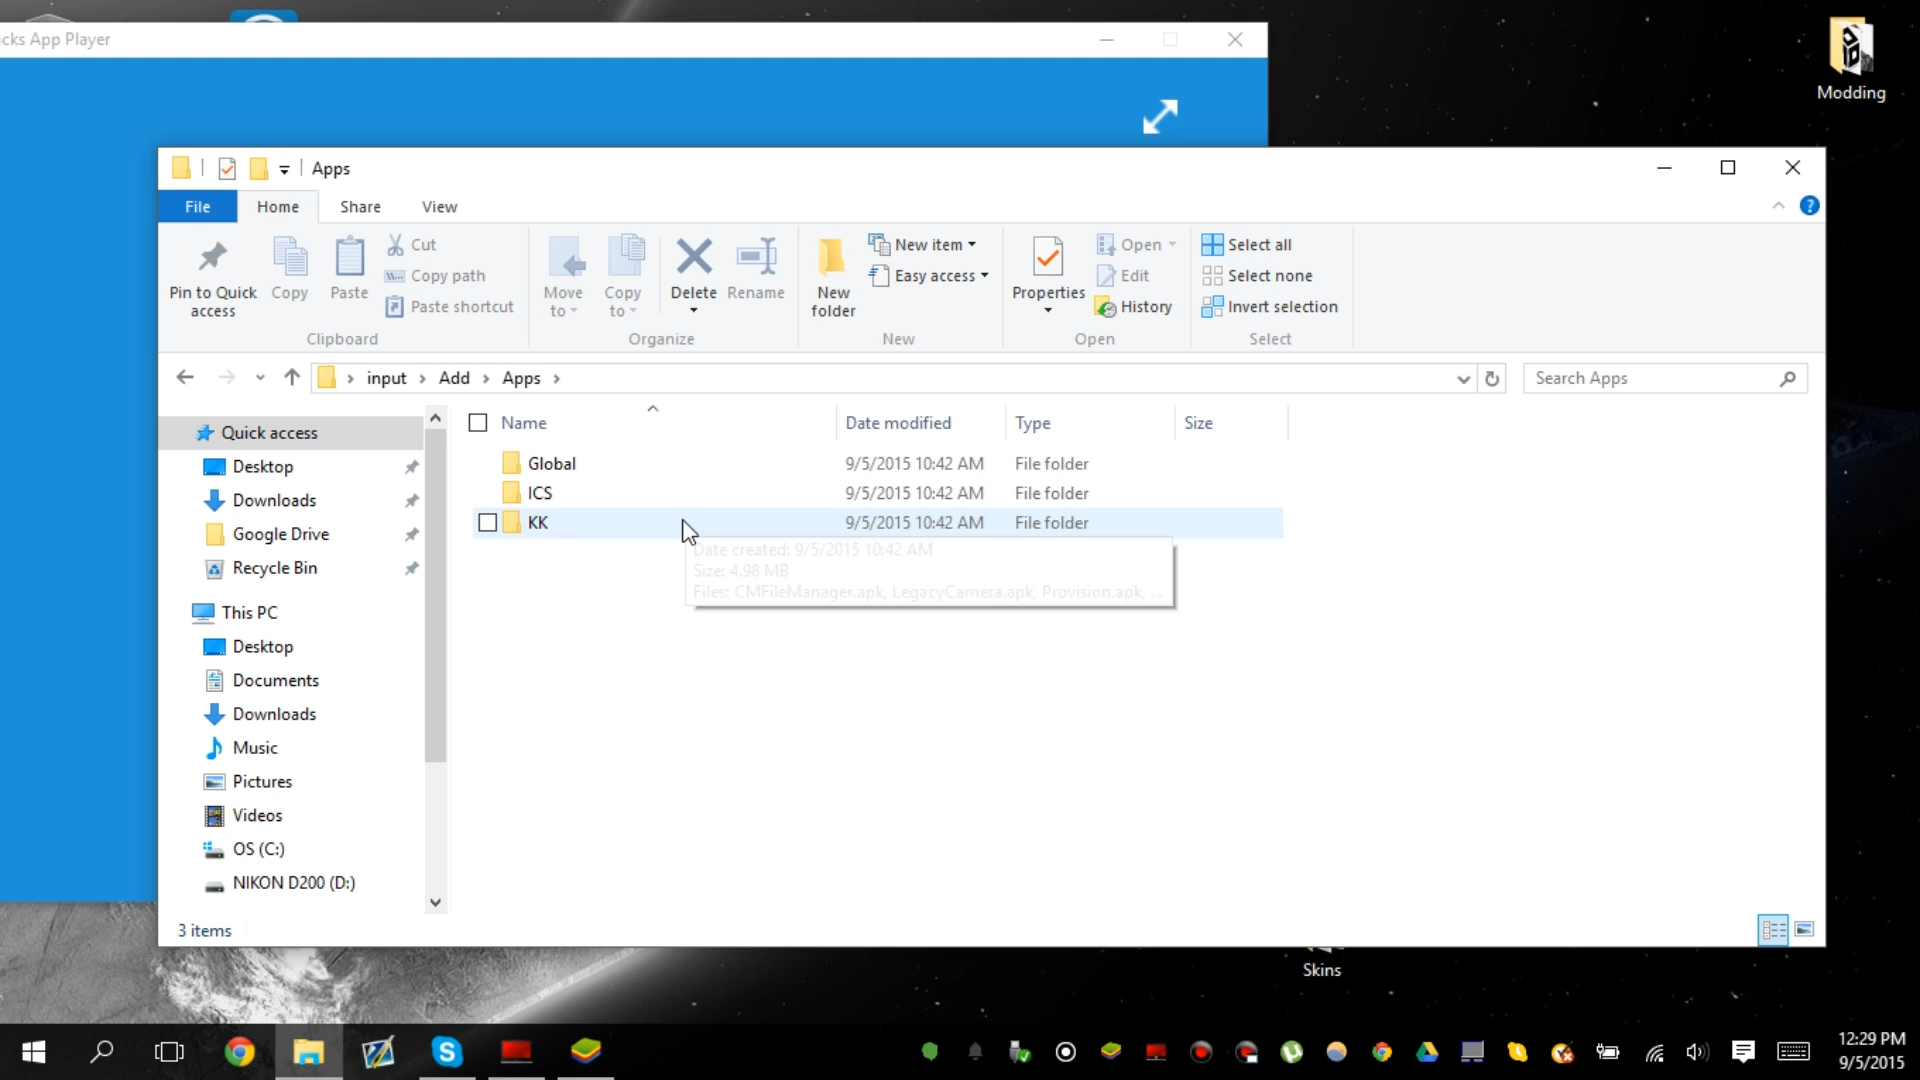 cks App Player
Modding
Apps
File Home Share View
Pin to Quick access
Copy
Paste
Cut
Copy path
Paste shortcut
Clipboard
Move to
Copy to
Delete
Rename
Organize
New folder
New item
Easy access
New
Properties
Open
Edit
History
Open
Select all
Select none
Invert selection
Select
input > Add > Apps >
Search Apps
Quick access
Desktop
Downloads
Google Drive
Recycle Bin
This PC
Desktop
Documents
Downloads
Music
Pictures
Videos
OS (C:)
NIKON D200 (D:)
Name Date modified Type Size
Global 9/5/2015 10:42 AM File folder
ICS 9/5/2015 10:42 AM File folder
KK 9/5/2015 10:42 AM File folder
Date created: 9/5/2015 10:42 AM
Size: 4.98 MB
Files: CMFileManager.apk, LegacyCamera.apk, Provision.apk, ...
3 items
Skins
12:29 PM
9/5/2015